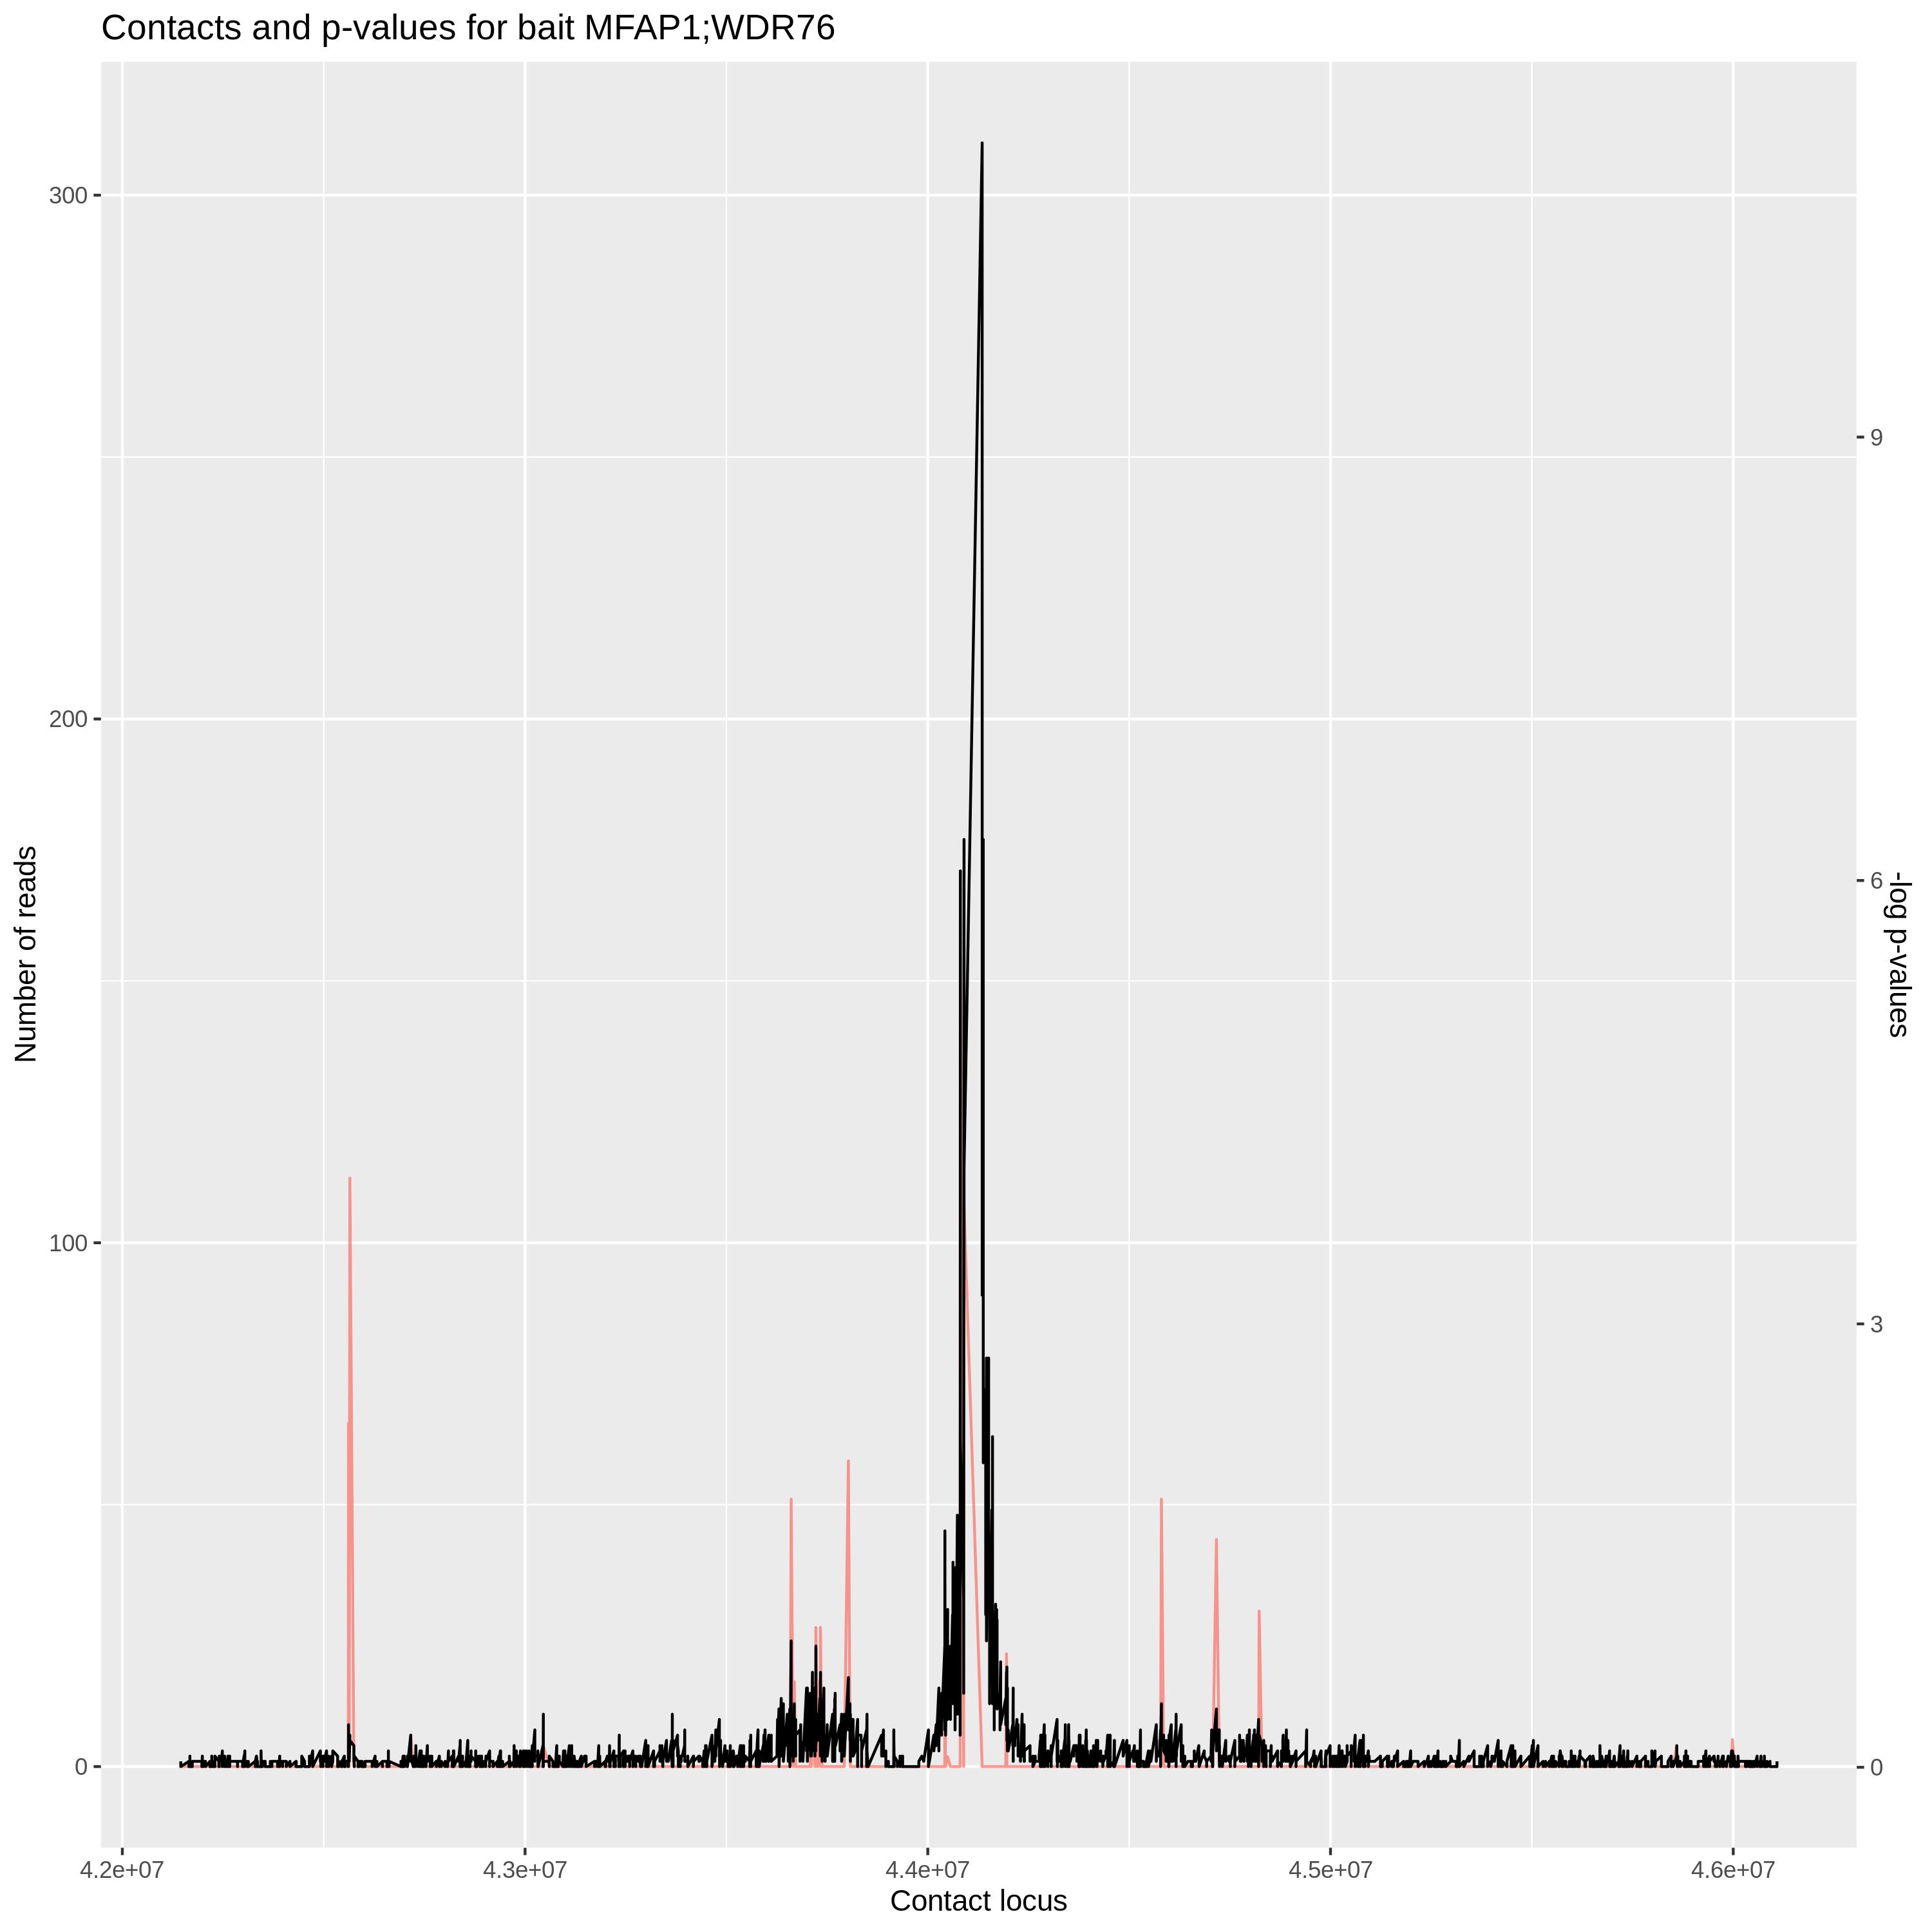 Contacts and p-values for bait MFAP1;WDR76
Number of reads
300
200
100
0
9
6
3
0
-log p-values
4.2e+07
4.3e+07
4.4e+07
4.5e+07
4.6e+07
Contact locus